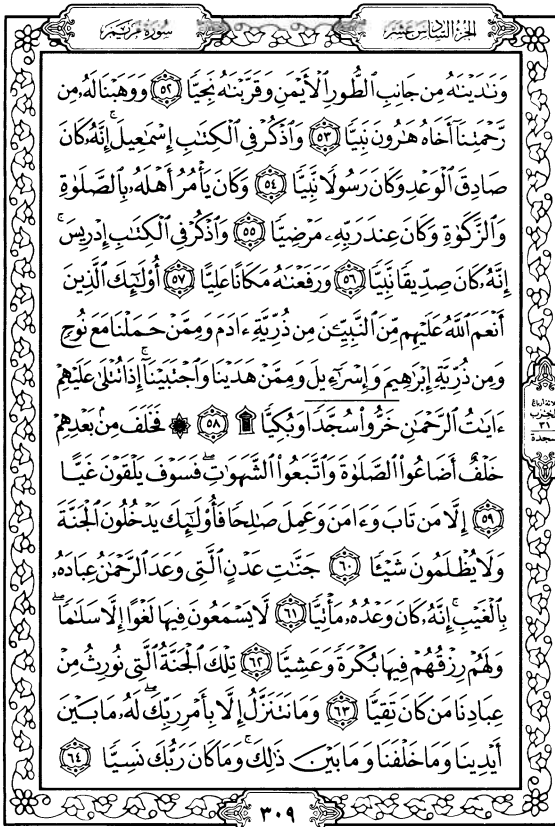 الجزء السادس عشر
سورة مريم
وَنَٰدَيْنَٰهُ مِن جَانِبِ ٱلطُّورِ ٱلْأَيْمَنِ وَقَرَّبْنَٰهُ نَجِيًّا ٥٢ وَوَهَبْنَا لَهُۥ مِن
رَّحْمَتِنَآ أَخَاهُ هَٰرُونَ نَبِيًّا ٥٣ وَٱذْكُرْ فِى ٱلْكِتَٰبِ إِسْمَٰعِيلَ ۚ إِنَّهُۥ كَانَ
صَادِقَ ٱلْوَعْدِ وَكَانَ رَسُولًا نَّبِيًّا ٥٤ وَكَانَ يَأْمُرُ أَهْلَهُۥ بِٱلصَّلَوٰةِ
وَٱلزَّكَوٰةِ وَكَانَ عِندَ رَبِّهِۦ مَرْضِيًّا ٥٥ وَٱذْكُرْ فِى ٱلْكِتَٰبِ إِدْرِيسَ ۚ
إِنَّهُۥ كَانَ صِدِّيقًا نَّبِيًّا ٥٦ وَرَفَعْنَٰهُ مَكَانًا عَلِيًّا ٥٧ أُو۟لَٰٓئِكَ ٱلَّذِينَ
أَنْعَمَ ٱللَّهُ عَلَيْهِم مِّنَ ٱلنَّبِيِّۦنَ مِن ذُرِّيَّةِ ءَادَمَ وَمِمَّنْ حَمَلْنَا مَعَ نُوحٍ
وَمِن ذُرِّيَّةِ إِبْرَٰهِيمَ وَإِسْرَٰٓءِيلَ وَمِمَّنْ هَدَيْنَا وَٱجْتَبَيْنَآ ۚ إِذَا تُتْلَىٰ عَلَيْهِمْ
ءَايَٰتُ ٱلرَّحْمَٰنِ خَرُّوا۟ سُجَّدًا وَبُكِيًّا ۩ ٥٨ ۞ فَخَلَفَ مِنۢ بَعْدِهِمْ
خَلْفٌ أَضَاعُوا۟ ٱلصَّلَوٰةَ وَٱتَّبَعُوا۟ ٱلشَّهَوَٰتِ ۖ فَسَوْفَ يَلْقَوْنَ غَيًّا
٥٩ إِلَّا مَن تَابَ وَءَامَنَ وَعَمِلَ صَٰلِحًا فَأُو۟لَٰٓئِكَ يَدْخُلُونَ ٱلْجَنَّةَ
وَلَا يُظْلَمُونَ شَيْـًٔا ٦٠ جَنَّٰتِ عَدْنٍ ٱلَّتِى وَعَدَ ٱلرَّحْمَٰنُ عِبَادَهُۥ
بِٱلْغَيْبِ ۚ إِنَّهُۥ كَانَ وَعْدُهُۥ مَأْتِيًّا ٦١ لَّا يَسْمَعُونَ فِيهَا لَغْوًا إِلَّا سَلَٰمًا ۖ
وَلَهُمْ رِزْقُهُمْ فِيهَا بُكْرَةً وَعَشِيًّا ٦٢ تِلْكَ ٱلْجَنَّةُ ٱلَّتِى نُورِثُ مِنْ
عِبَادِنَا مَن كَانَ تَقِيًّا ٦٣ وَمَا نَتَنَزَّلُ إِلَّا بِأَمْرِ رَبِّكَ ۖ لَهُۥ مَا بَيْنَ
أَيْدِينَا وَمَا خَلْفَنَا وَمَا بَيْنَ ذَٰلِكَ ۚ وَمَا كَانَ رَبُّكَ نَسِيًّا ٦٤
الحزب
٣١
سجدة
٣٠٩